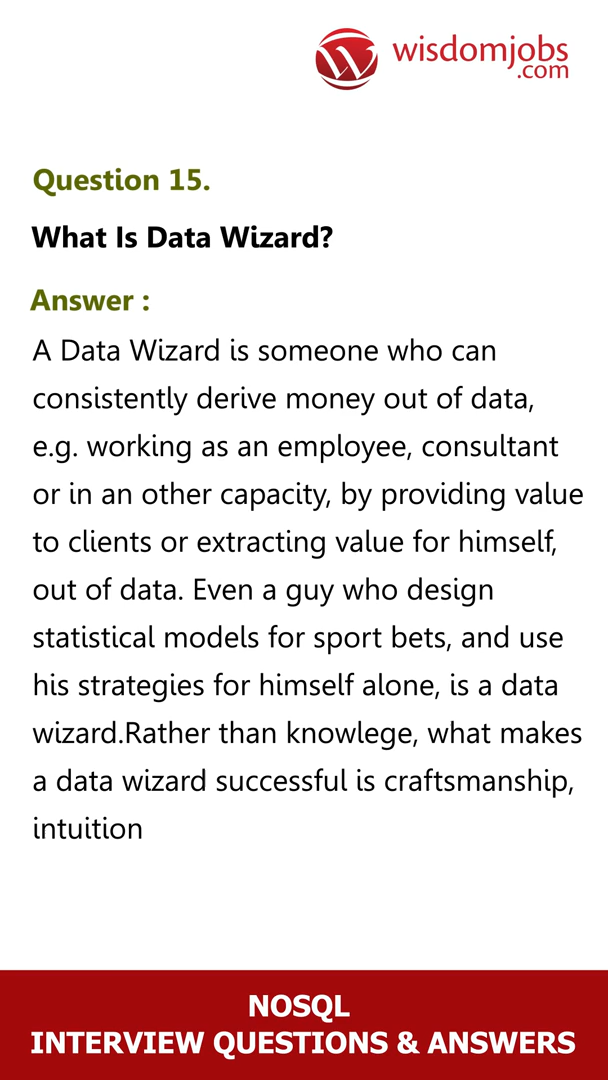 wisdomjobs
.com
Question 15.
What Is Data Wizard?
Answer :
A Data Wizard is someone who can
consistently derive money out of data,
e.g. working as an employee, consultant
or in an other capacity, by providing value
to clients or extracting value for himself,
out of data. Even a guy who design
statistical models for sport bets, and use
his strategies for himself alone, is a data
wizard.Rather than knowlege, what makes
a data wizard successful is craftsmanship,
intuition
NOSQL
INTERVIEW QUESTIONS & ANSWERS